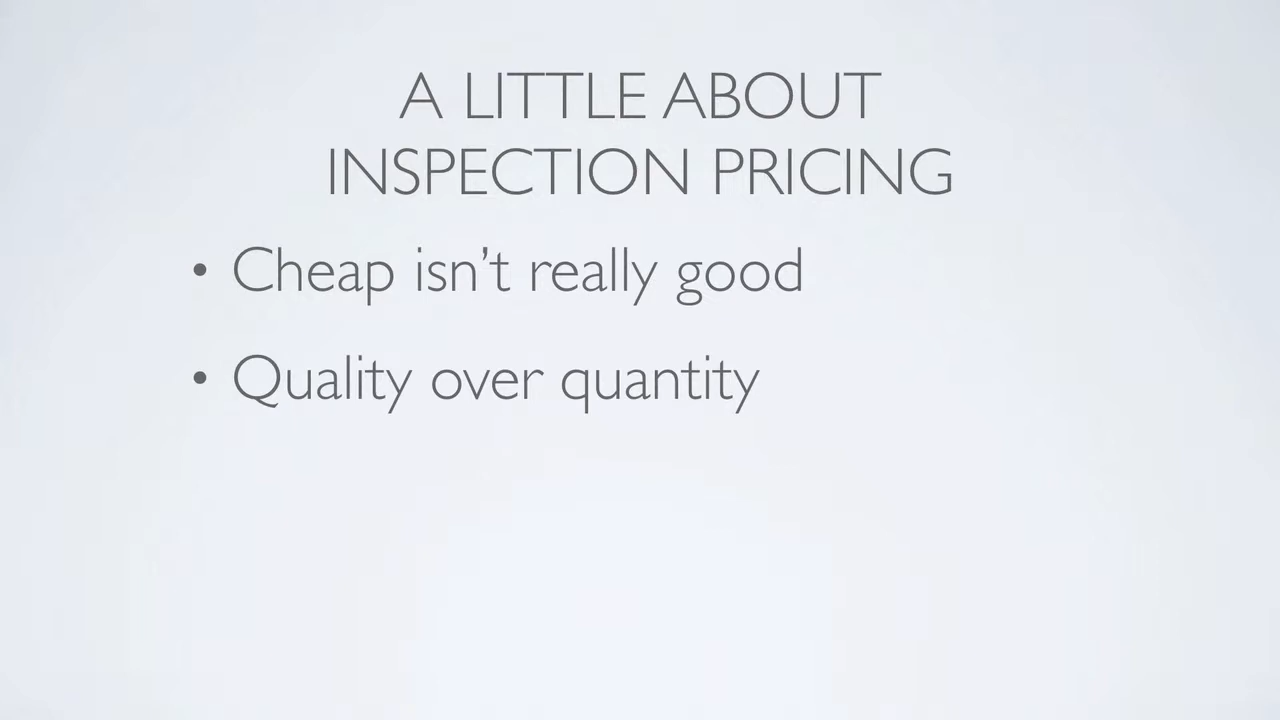 A LITTLE ABOUT
INSPECTION PRICING
• Cheap isn’t really good
• Quality over quantity